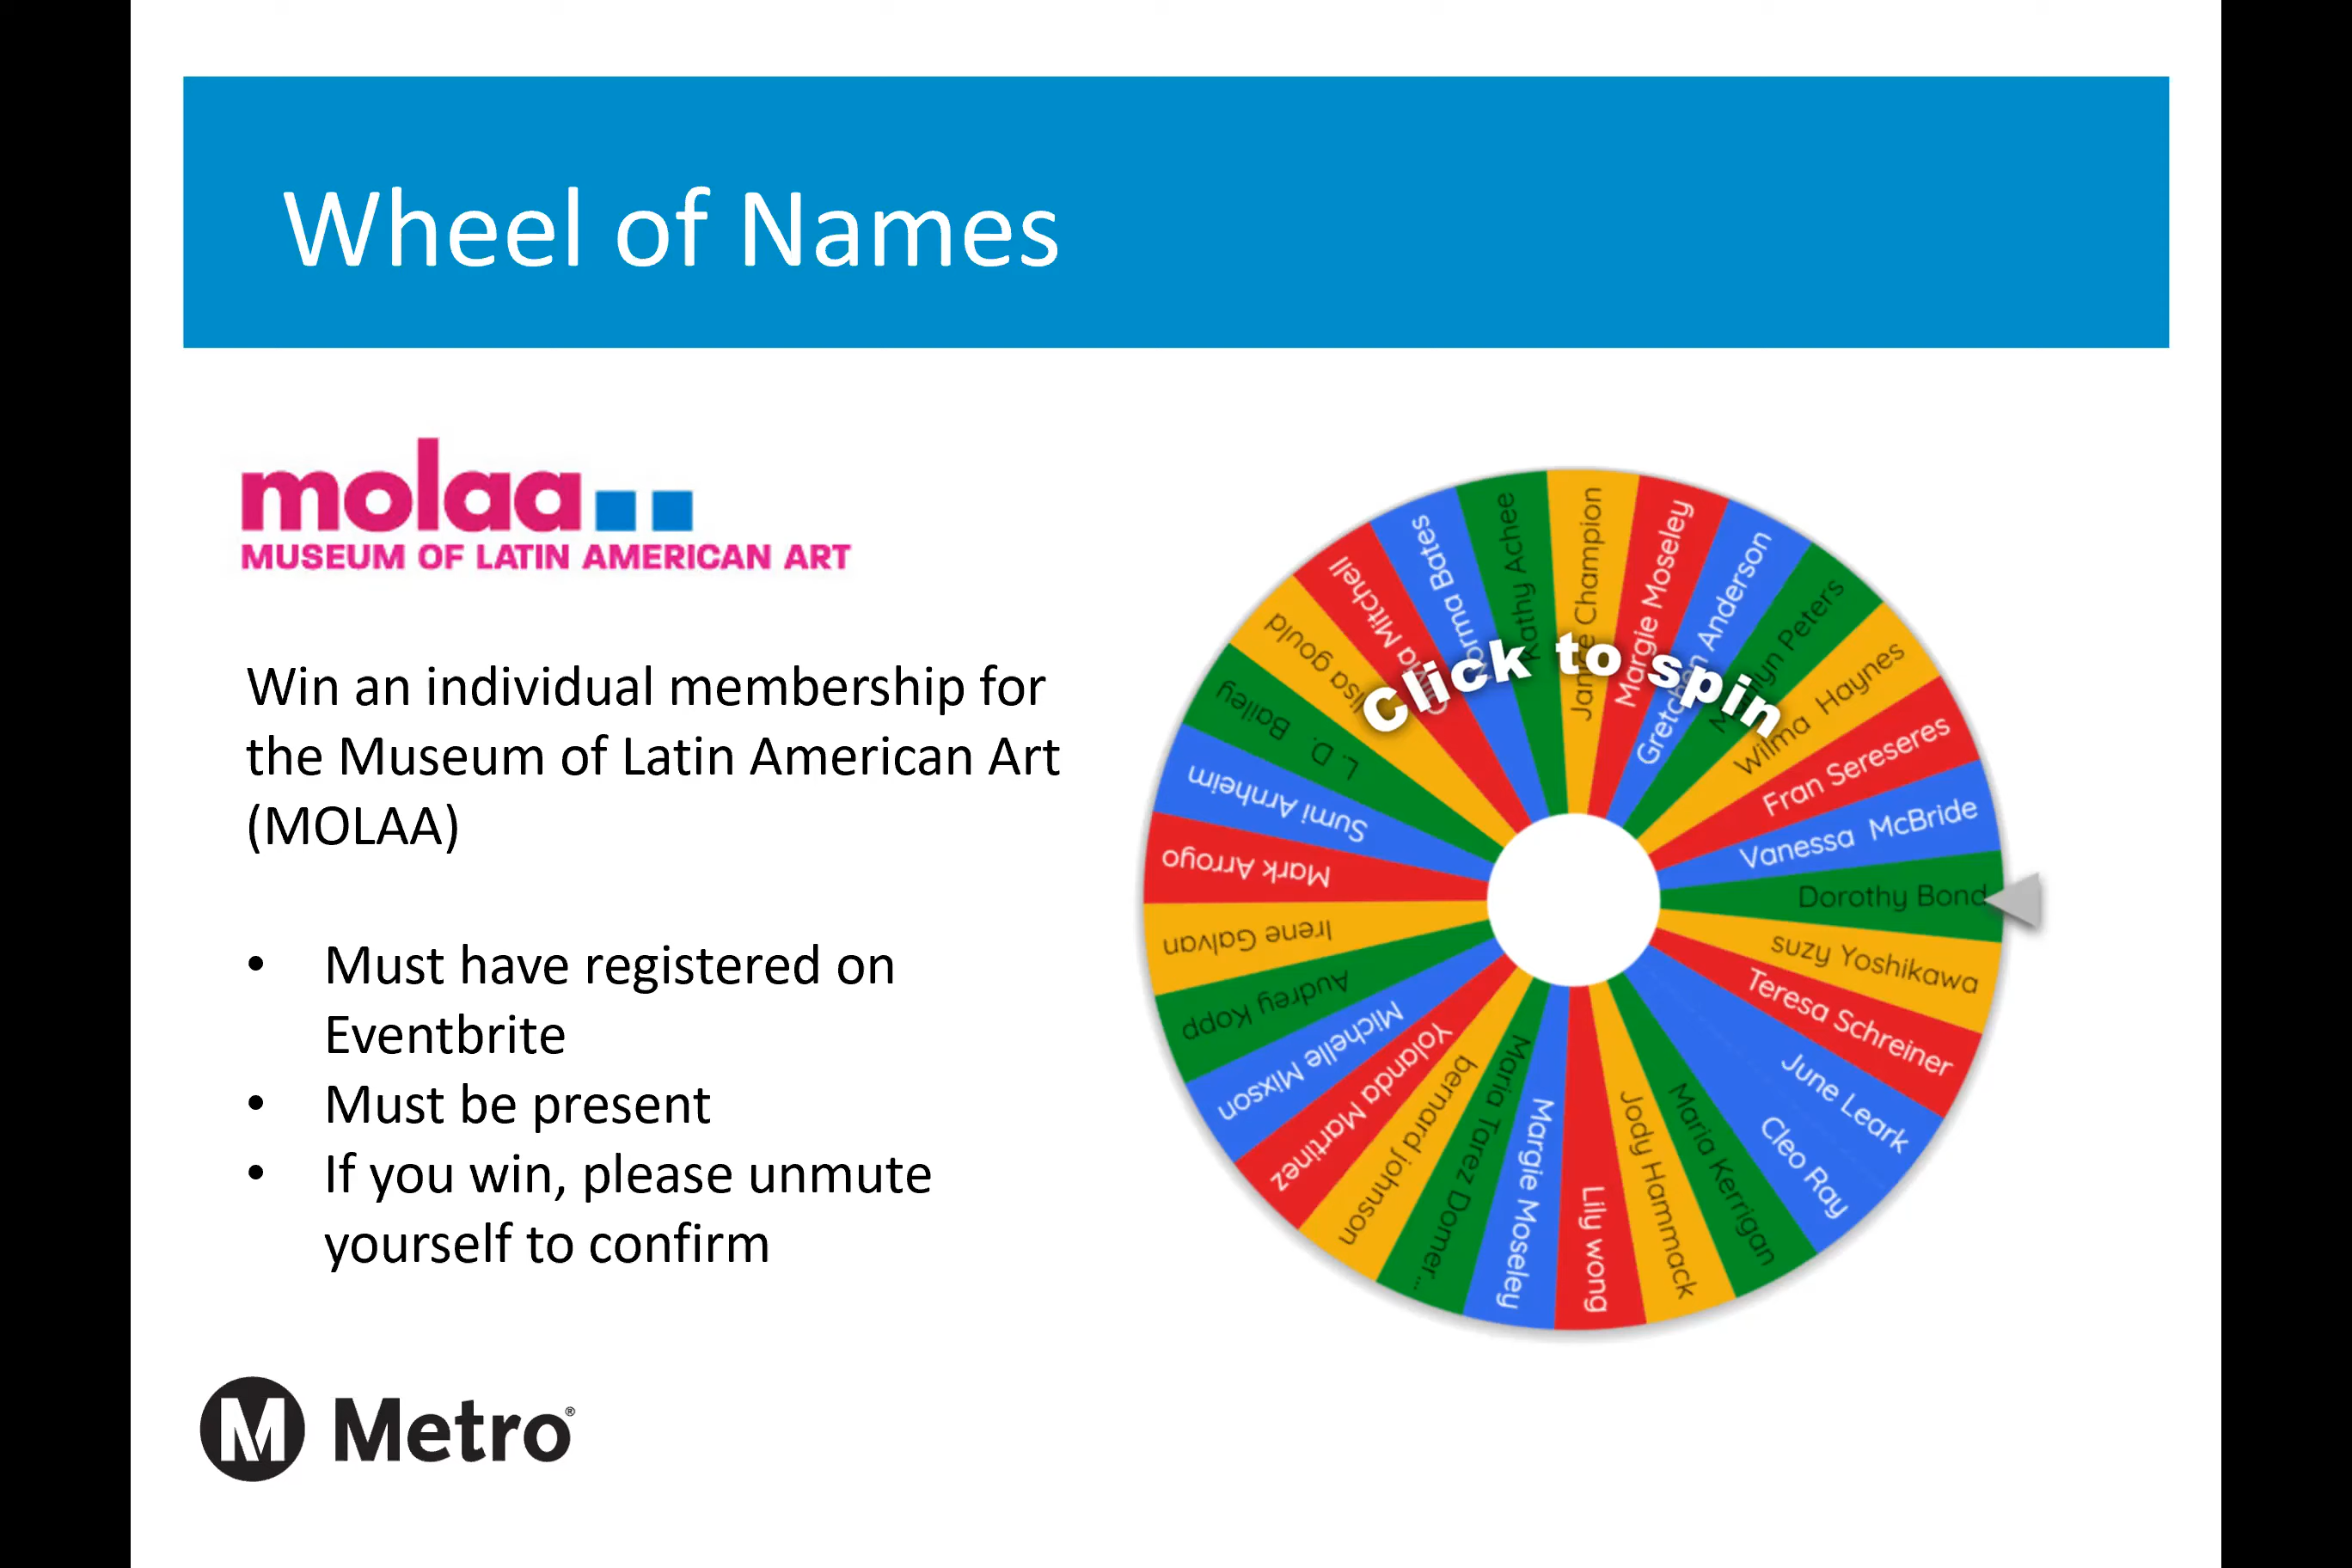 Wheel of Names
molaa
MUSEUM OF LATIN AMERICAN ART
Win an individual membership for
the Museum of Latin American Art
(MOLAA)
• Must have registered on
Eventbrite
• Must be present
• If you win, please unmute
yourself to confirm
M Metro®
Click to spin
Kathy Achee
Champion
Margie Moseley
Gretchen Anderson
Peters
Wilma Haynes
Fran Sereseres
Vanessa McBride
Dorothy Bond
suzy Yoshikawa
Teresa Schreiner
June Leark
Cleo Ray
Maria Kerrigan
Jody Hammack
Lily wong
Margie Moseley
Maria Tarez Domer...
bernard johnson
Yolanda Martinez
Michelle Mixson
Audrey Kopp
Irene Galvan
Mark Arroyo
Sumi Arnheim
L. D. Bailey
lisa gould
Mitchell
Norma Bates